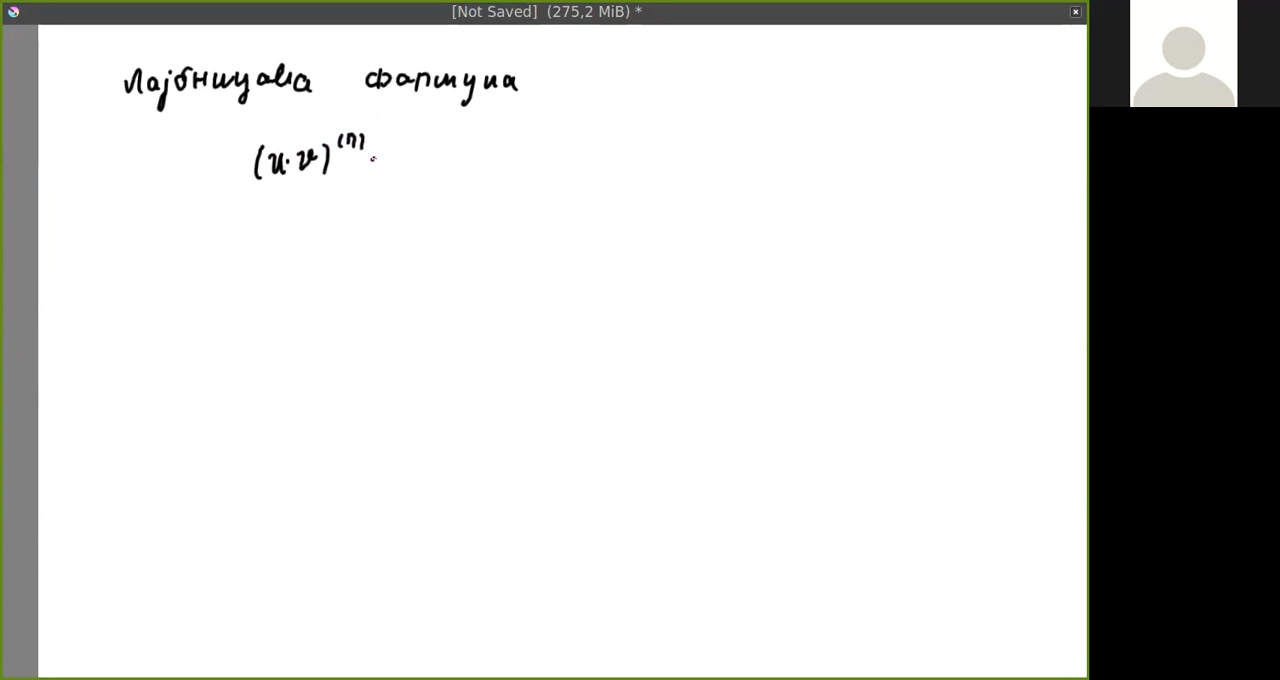 [Not Saved] (275,2 MiB) *
Лајбницова формула
(u·v)^(n)